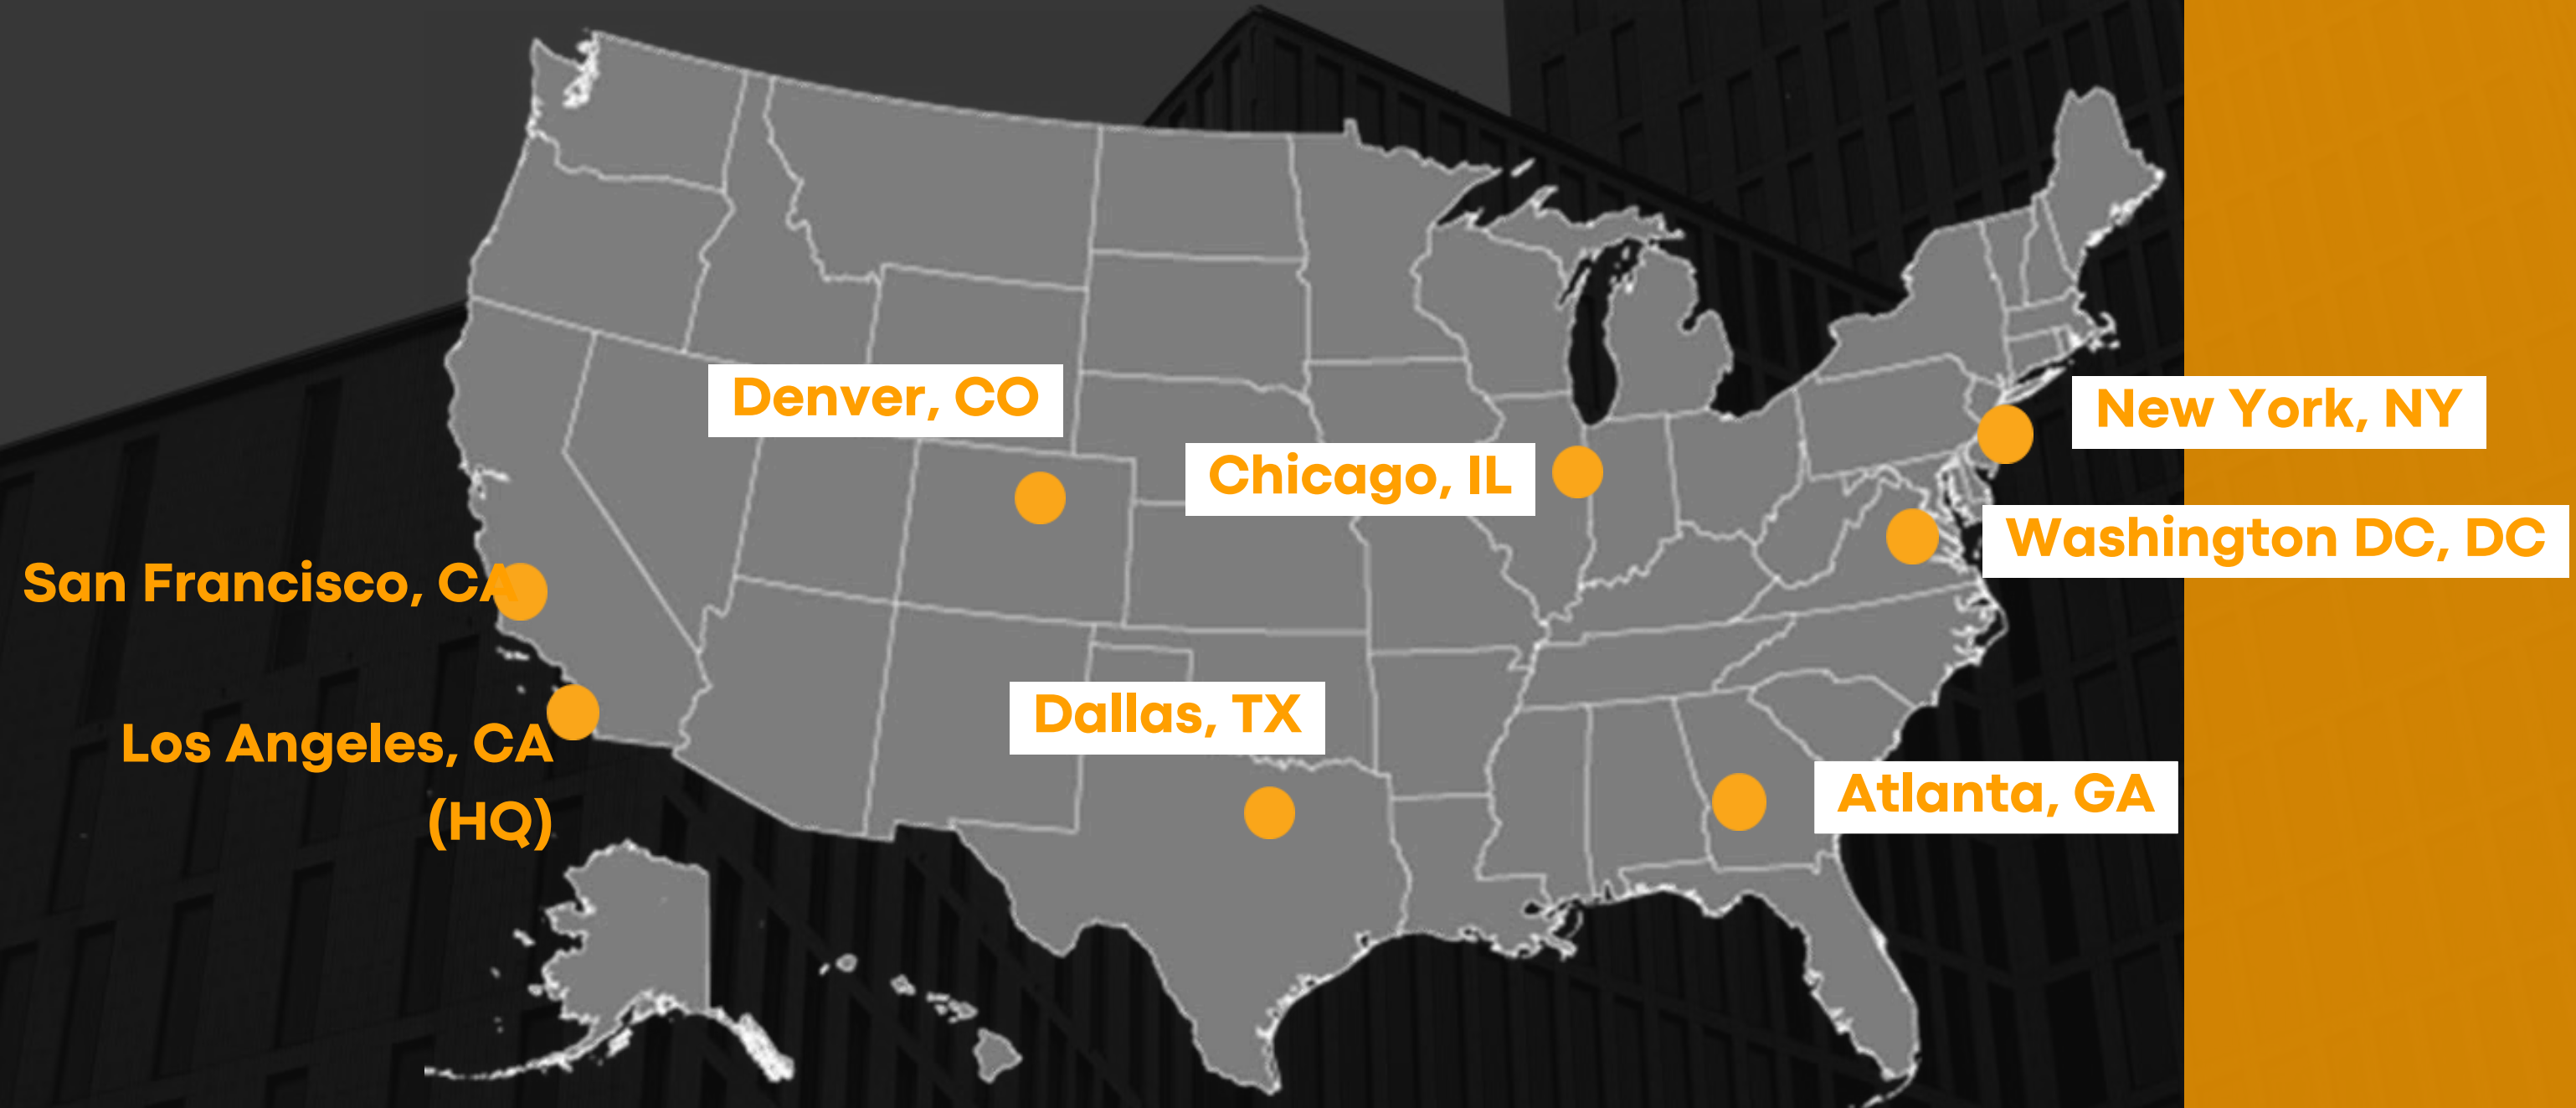 Denver, CO
New York, NY
Chicago, IL
Washington DC, DC
San Francisco, CA
Dallas, TX
Los Angeles, CA
(HQ)
Atlanta, GA